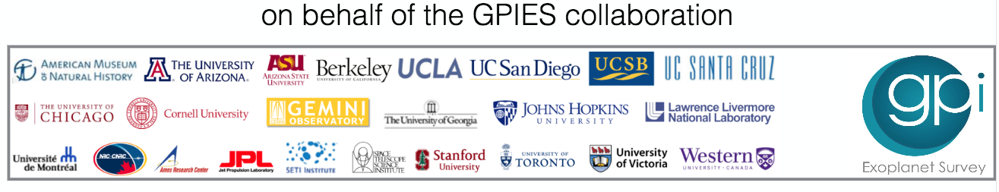 on behalf of the GPIES collaboration
AMERICAN MUSEUM
& NATURAL HISTORY
THE UNIVERSITY
OF ARIZONA
ASU
ARIZONA STATE
UNIVERSITY
Berkeley
UNIVERSITY OF CALIFORNIA
UCLA
UC San Diego
UCSB
UC SANTA CRUZ
THE UNIVERSITY OF
CHICAGO
Cornell University
GEMINI
OBSERVATORY
The University of Georgia
JOHNS HOPKINS
UNIVERSITY
Lawrence Livermore
National Laboratory
Université
de Montréal
NRC·CNRC
Ames Research Center
JPL
Jet Propulsion Laboratory
SETI INSTITUTE
SPACE
TELESCOPE
SCIENCE
INSTITUTE
Stanford
University
UNIVERSITY OF
TORONTO
University
of Victoria
Western
UNIVERSITY · CANADA
gpi
Exoplanet Survey